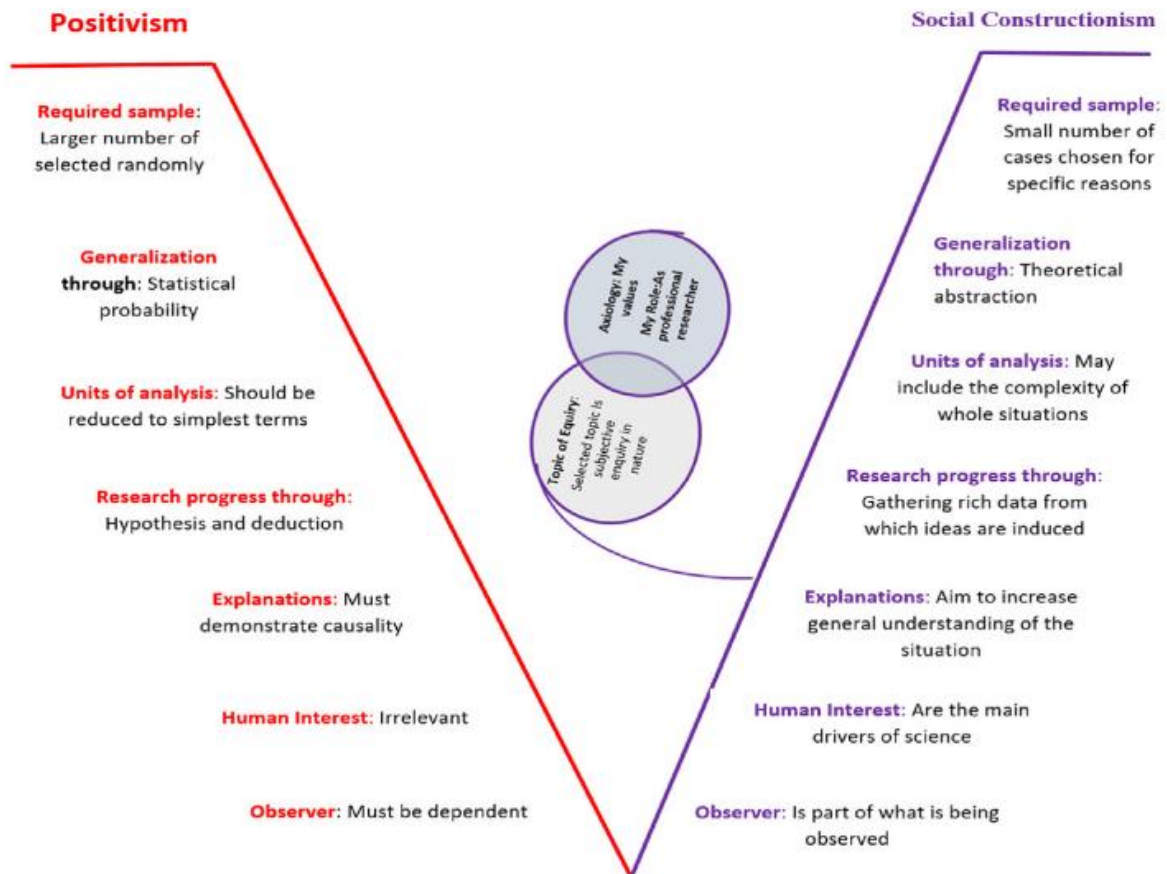 Positivism
Required sample:
Larger number of
selected randomly
Generalization
through: Statistical
probability
Units of analysis: Should be
reduced to simplest terms
Research progress through:
Hypothesis and deduction
Explanations: Must
demonstrate causality
Human Interest: Irrelevant
Observer: Must be dependent
Axiology: My
values
My Role:As
professional
researcher
Topic of Equiry:
Selected topic is
subjective
enquiry in
nature
Social Constructionism
Required sample:
Small number of
cases chosen for
specific reasons
Generalization
through: Theoretical
abstraction
Units of analysis: May
include the complexity of
whole situations
Research progress through:
Gathering rich data from
which ideas are induced
Explanations: Aim to increase
general understanding of the
situation
Human Interest: Are the main
drivers of science
Observer: Is part of what is being
observed